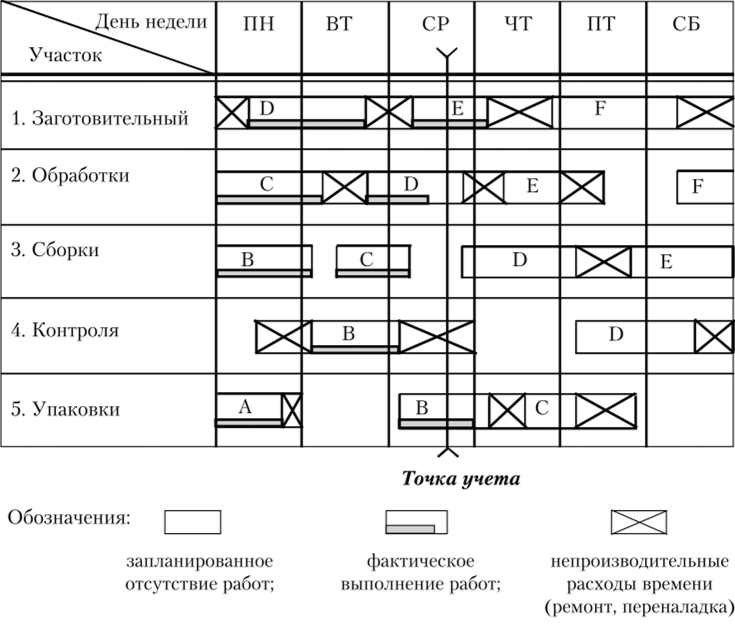 День недели ПН ВТ СР ЧТ ПТ СБ
Участок
1. Заготовительный D E F
2. Обработки C D E F
3. Сборки B C D E
4. Контроля B D
5. Упаковки A B C
Точка учета
Обозначения:
запланированное
отсутствие работ;
фактическое
выполнение работ;
непроизводительные
расходы времени
(ремонт, переналадка)